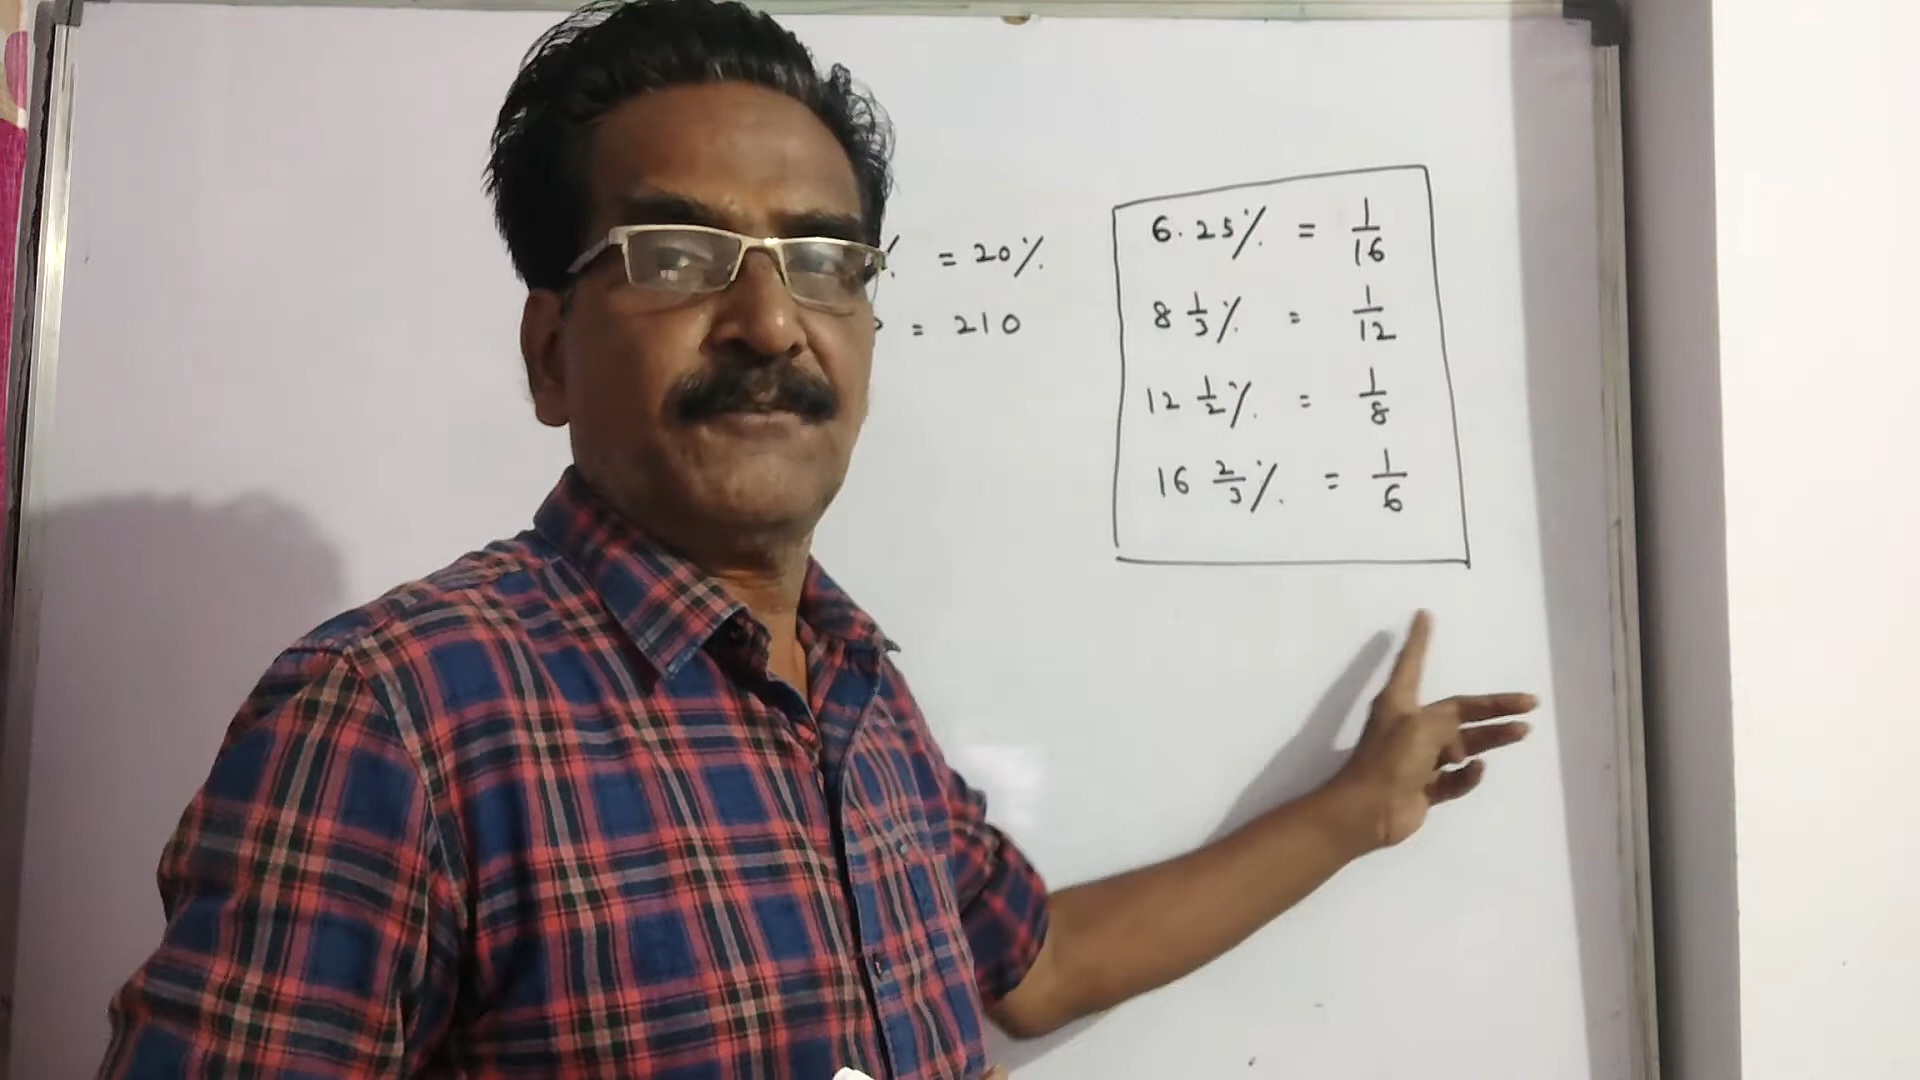 % = 20%
= 210
6.25% = 1/16
8 1/3% = 1/12
12 1/2% = 1/8
16 2/3% = 1/6